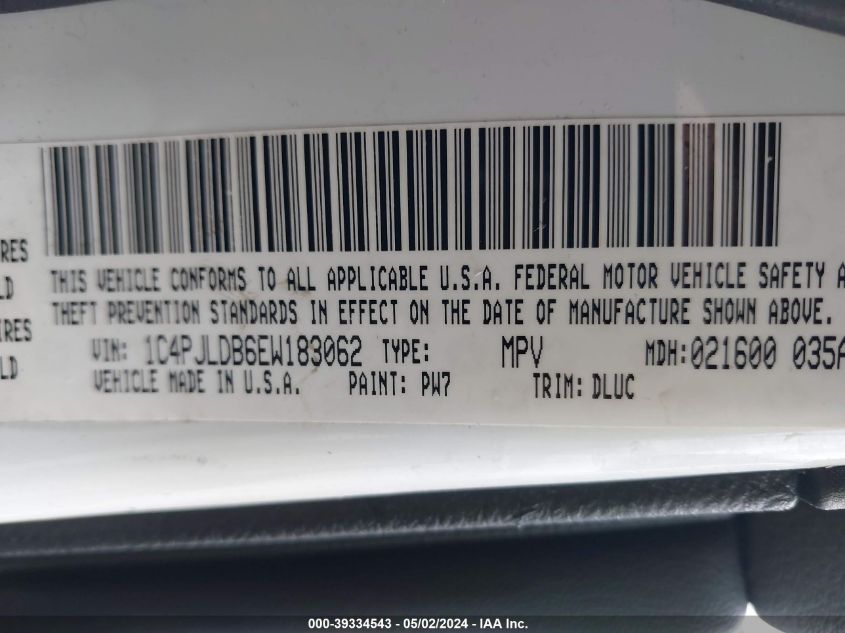 THIS VEHICLE CONFORMS TO ALL APPLICABLE U.S.A. FEDERAL MOTOR VEHICLE SAFETY A
THEFT PREVENTION STANDARDS IN EFFECT ON THE DATE OF MANUFACTURE SHOWN ABOVE.
VIN: 1C4PJLDB6EW183062 TYPE: MPV MDH:021600 035A
VEHICLE MADE IN U.S.A. PAINT: PW7 TRIM: DLUC
RES
LD
IRES
LD
000-39334543 - 05/02/2024 - IAA Inc.